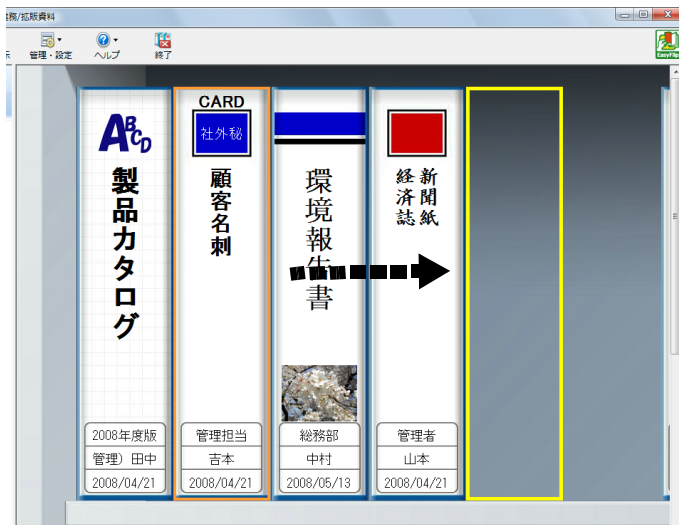 務/拡販資料
示
管理・設定
ヘルプ
終了
EasyFlip
ABCD
製品カタログ
2008年度版
管理）田中
2008/04/21
CARD
社外秘
顧客名刺
管理担当
吉本
2008/04/21
環境報告書
総務部
中村
2008/05/13
新聞紙
経済誌
管理者
山本
2008/04/21